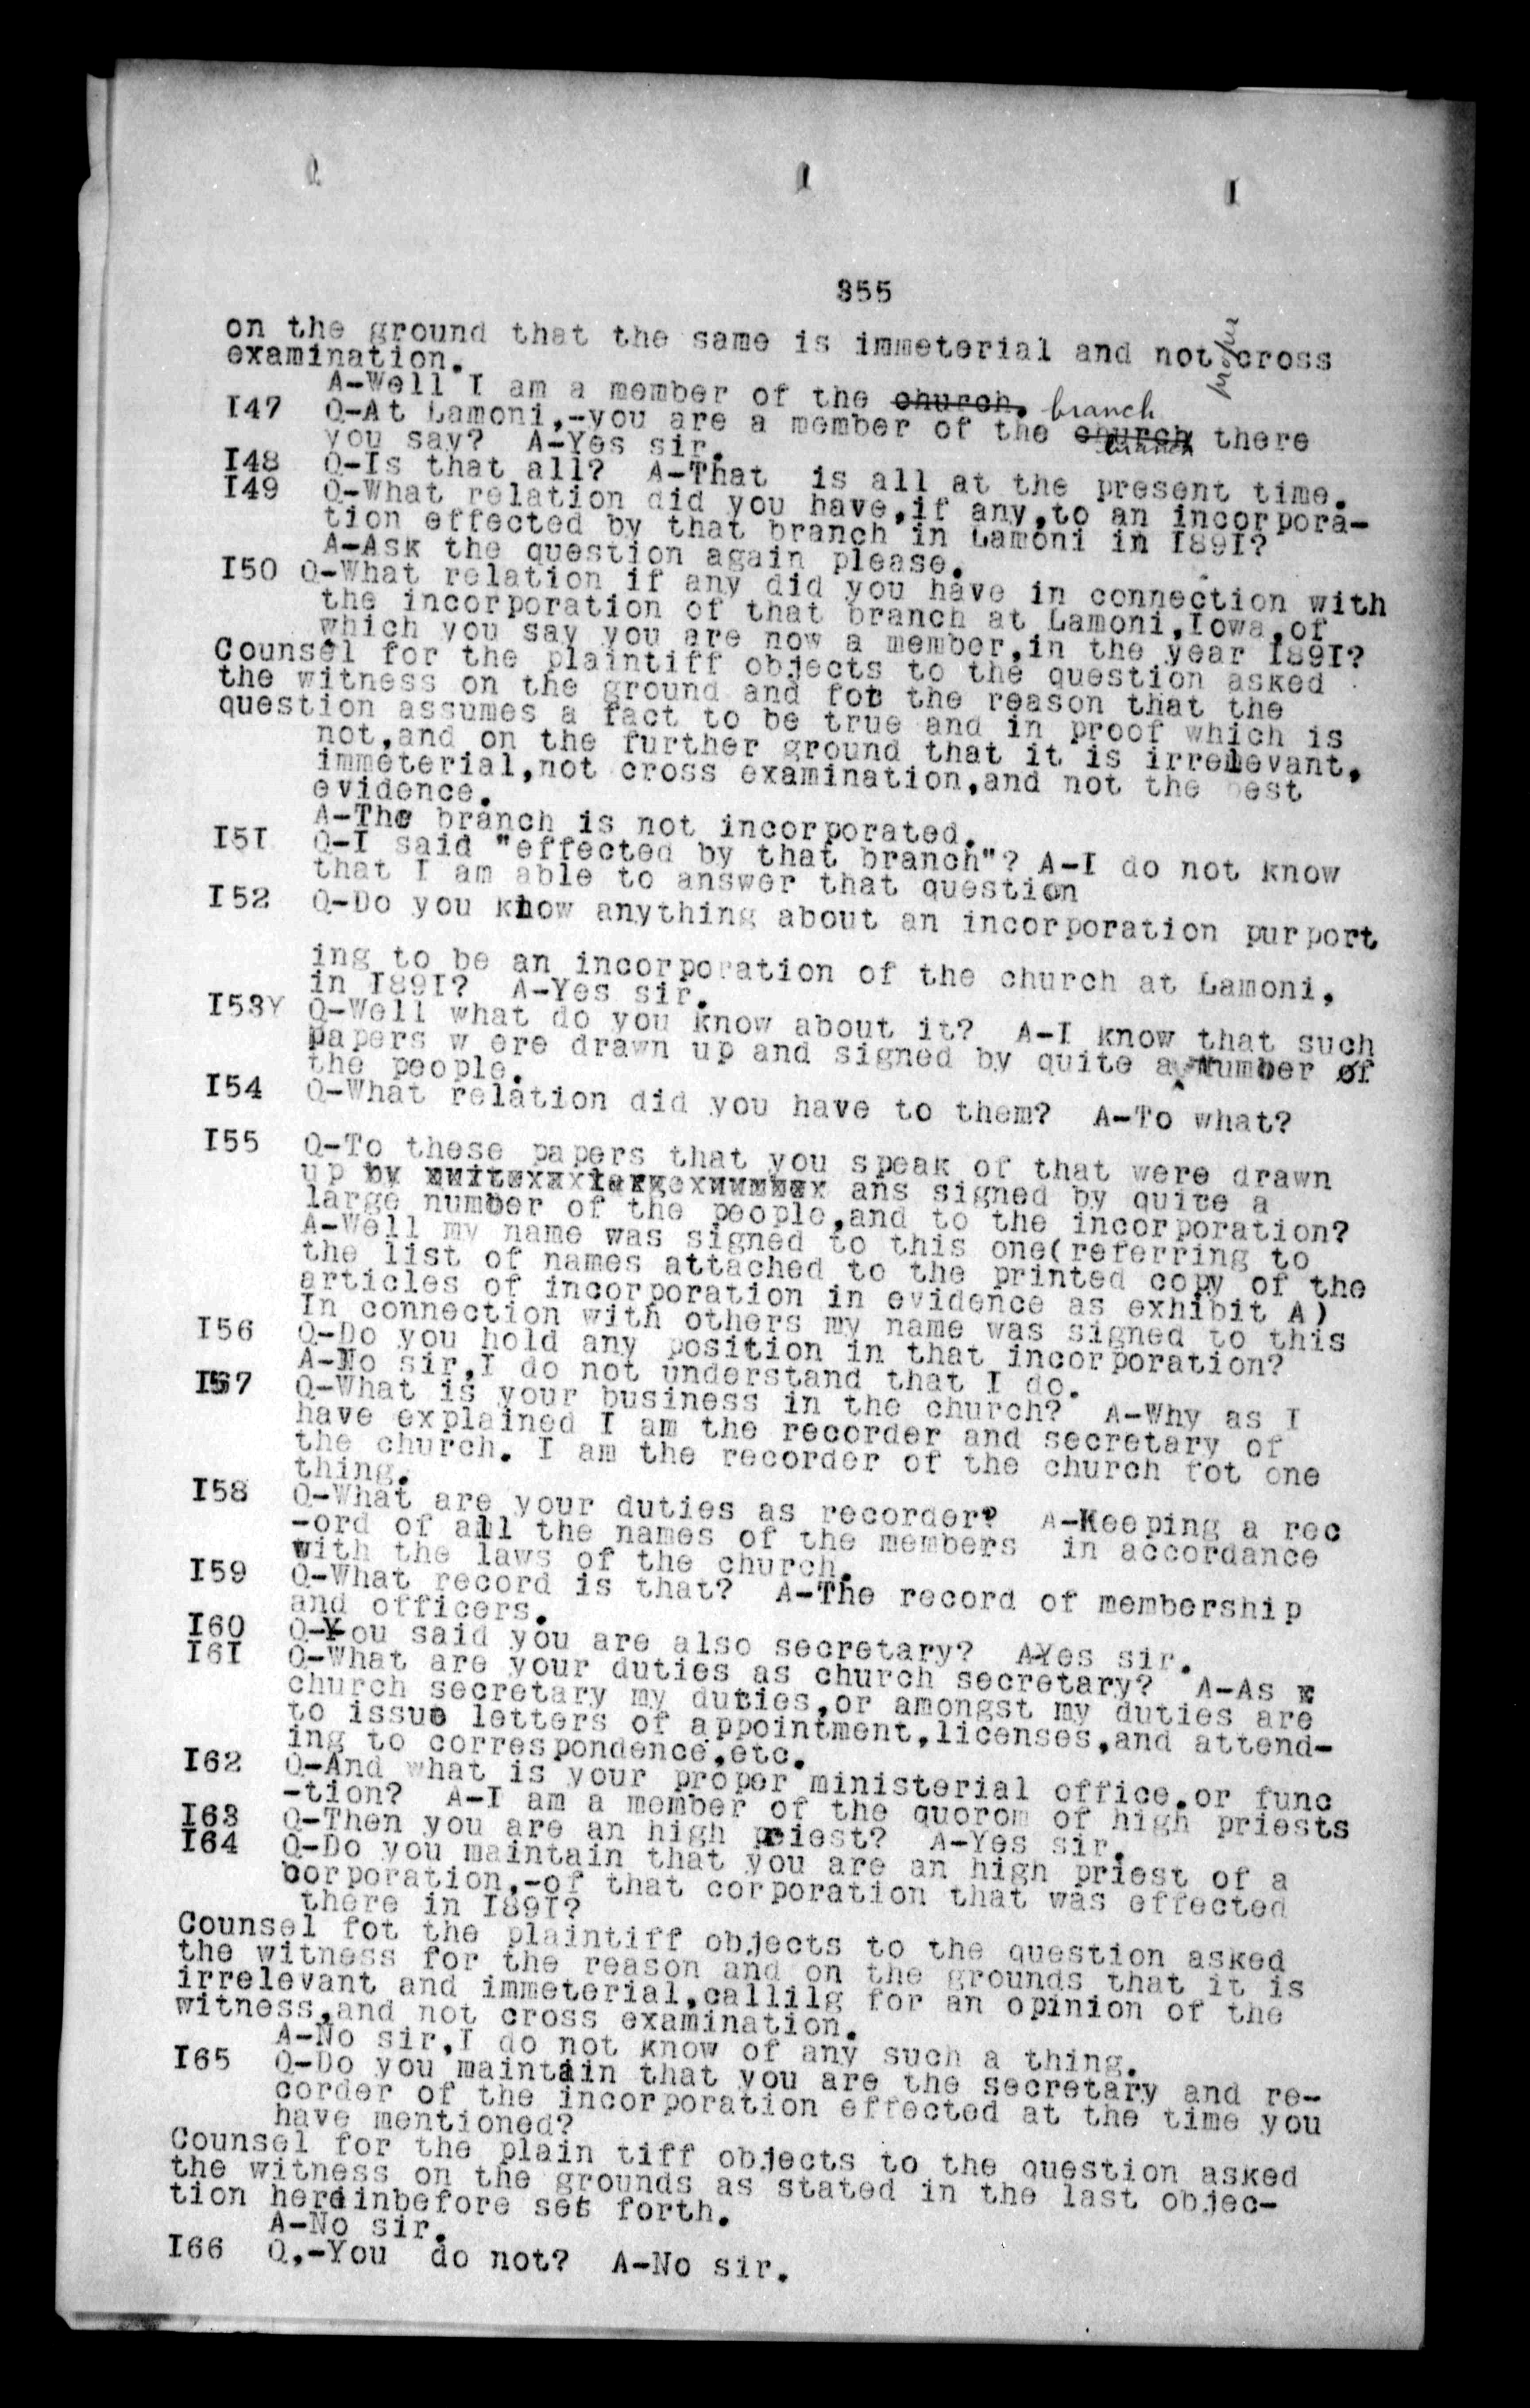 355
on the ground that the same is immeterial and not proper cross
examination.
A-Well I am a member of the church. branch
I47 Q-At Lamoni,-you are a member of the church branch there
you say? A-Yes sir.
I48 Q-Is that all? A-That is all at the present time.
I49 Q-What relation did you have,if any,to an incorpora-
tion effected by that branch in Lamoni in I89I?
A-Ask the question again please.
I50 Q-What relation if any did you have in connection with
the incorporation of that branch at Lamoni,Iowa,of
which you say you are now a member,in the year I89I?
Counsel for the plaintiff objects to the question asked
the witness on the ground and for the reason that the
question assumes a fact to be true and in proof which is
not,and on the further ground that it is irrelevant,
immeterial,not cross examination,and not the best
evidence.
A-The branch is not incorporated.
I5I Q-I said "effected by that branch"? A-I do not know
that I am able to answer that question
I52 Q-Do you know anything about an incorporation purport
ing to be an incorporation of the church at Lamoni,
in I89I? A-Yes sir.
I53Y Q-Well what do you know about it? A-I know that such
papers w ere drawn up and signed by quite a number of
the people.
I54 Q-What relation did you have to them? A-To what?
I55 Q-To these papers that you speak of that were drawn
up by quitexaxlargexnumberx ans signed by quite a
large number of the people,and to the incorporation?
A-Well my name was signed to this one(referring to
the list of names attached to the printed copy of the
articles of incorporation in evidence as exhibit A)
In connection with others my name was signed to this
I56 Q-Do you hold any position in that incorporation?
A-No sir,I do not understand that I do.
I57 Q-What is your business in the church? A-Why as I
have explained I am the recorder and secretary of
the church. I am the recorder of the church fot one
thing.
I58 Q-What are your duties as recorder? A-Keeping a rec
-ord of all the names of the members in accordance
with the laws of the church.
I59 Q-What record is that? A-The record of membership
and officers.
I60 Q-You said you are also secretary? A-Yes sir.
I6I Q-What are your duties as church secretary? A-As x
church secretary my duties,or amongst my duties are
to issue letters of appointment,licenses,and attend-
ing to correspondence,etc.
I62 Q-And what is your proper ministerial office,or func
-tion? A-I am a member of the quorom of high priests
I63 Q-Then you are an high priest? A-Yes sir.
I64 Q-Do you maintain that you are an high priest of a
corporation,-of that corporation that was effected
there in I89I?
Counsel fot the plaintiff objects to the question asked
the witness for the reason and on the grounds that it is
irrelevant and immeterial,callilg for an opinion of the
witness,and not cross examination.
A-No sir,I do not know of any such a thing.
I65 Q-Do you maintain that you are the secretary and re-
corder of the incorporation effected at the time you
have mentioned?
Counsel for the plain tiff objects to the question asked
the witness on the grounds as stated in the last objec-
tion hereinbefore set forth.
A-No sir.
I66 Q,-You do not? A-No sir.